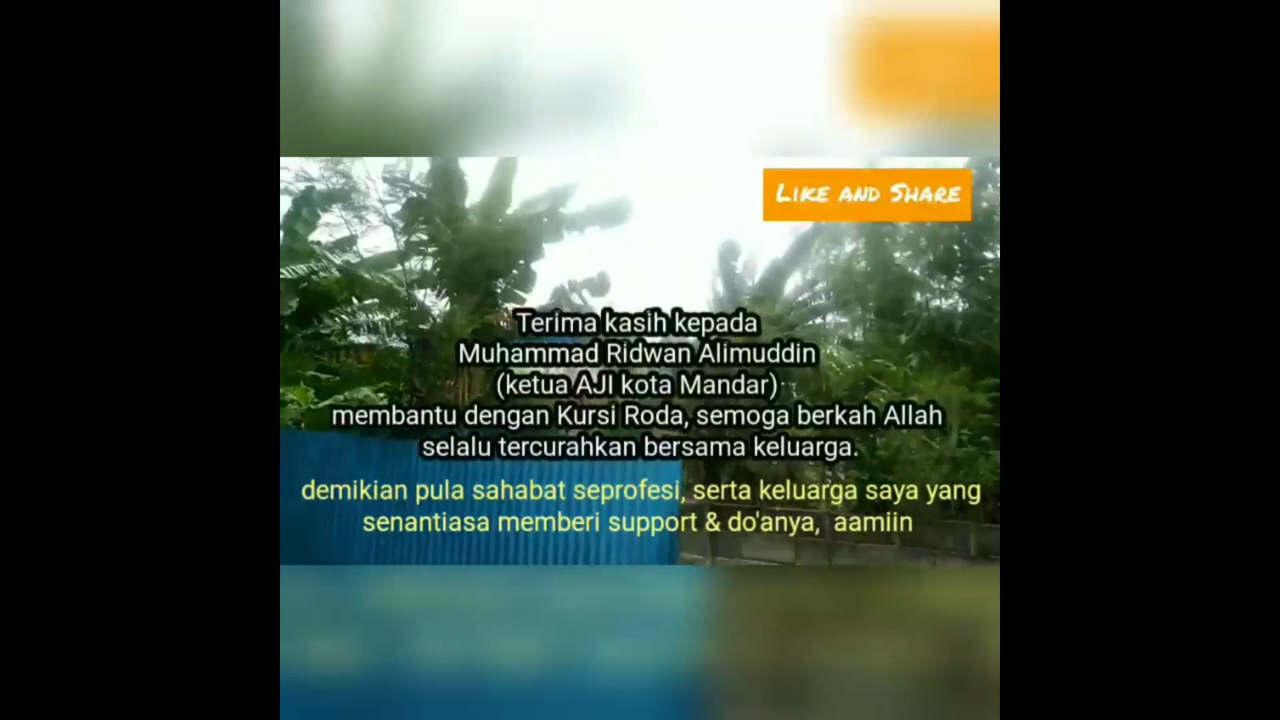 Like and Share
Terima kasih kepada
Muhammad Ridwan Alimuddin
(ketua AJI kota Mandar)
membantu dengan Kursi Roda, semoga berkah Allah
selalu tercurahkan bersama keluarga.
demikian pula sahabat seprofesi, serta keluarga saya yang
senantiasa memberi support & do'anya, aamiin